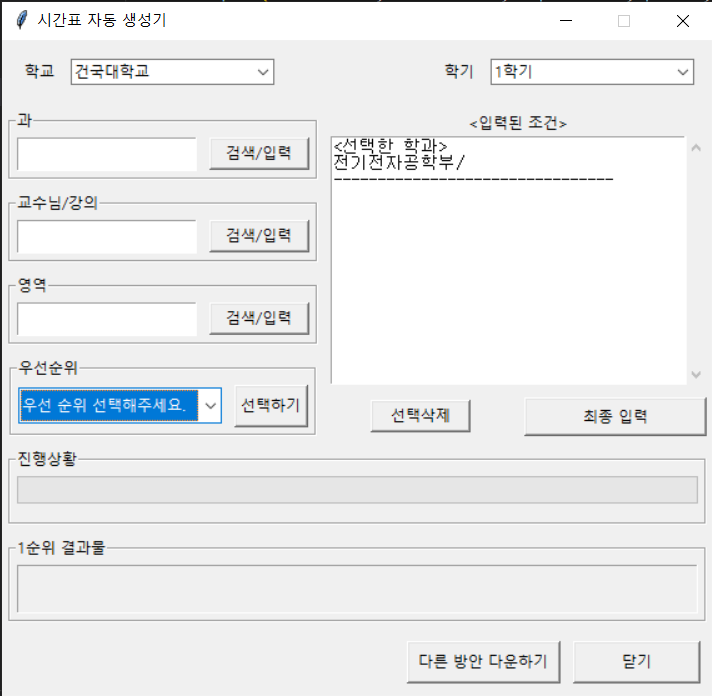 시간표 자동 생성기
학교 건국대학교 학기 1학기
과
검색/입력
교수님/강의
검색/입력
영역
검색/입력
우선순위
우선 순위 선택해주세요. 선택하기
<입력된 조건>
<선택한 학과>
전기전자공학부/
--------------------------------
선택삭제 최종 입력
진행상황
1순위 결과물
다른 방안 다운하기 닫기